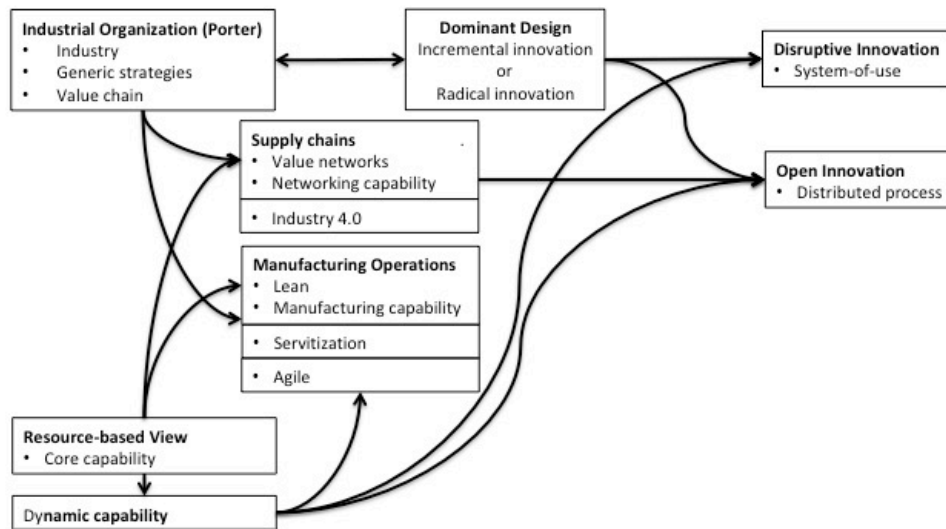 Industrial Organization (Porter)
• Industry
• Generic strategies
• Value chain
Dominant Design
Incremental innovation
or
Radical innovation
Disruptive Innovation
• System-of-use
Supply chains
• Value networks
• Networking capability
• Industry 4.0
Open Innovation
• Distributed process
Manufacturing Operations
• Lean
• Manufacturing capability
• Servitization
• Agile
Resource-based View
• Core capability
Dynamic capability